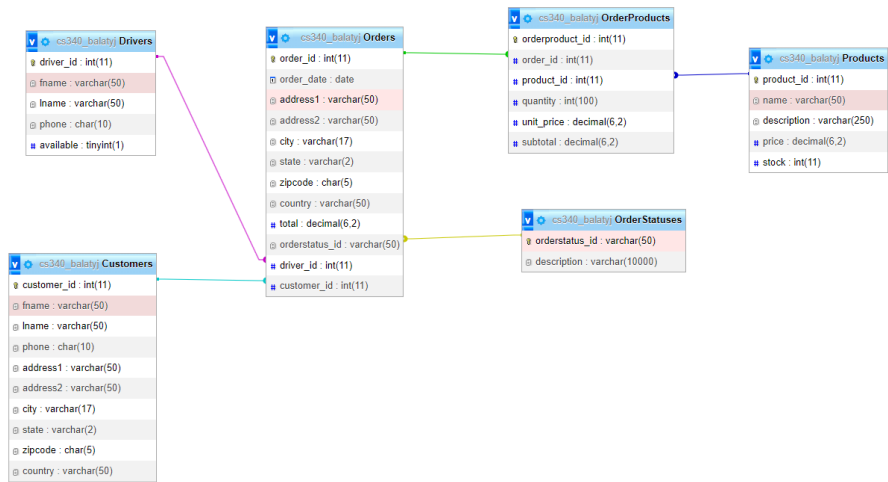 cs340_balatyj Drivers
driver_id : int(11)
fname : varchar(50)
lname : varchar(50)
phone : char(10)
available : tinyint(1)
cs340_balatyj Orders
order_id : int(11)
order_date : date
address1 : varchar(50)
address2 : varchar(50)
city : varchar(17)
state : varchar(2)
zipcode : char(5)
country : varchar(50)
total : decimal(6,2)
orderstatus_id : varchar(50)
driver_id : int(11)
customer_id : int(11)
cs340_balatyj OrderProducts
orderproduct_id : int(11)
order_id : int(11)
product_id : int(11)
quantity : int(100)
unit_price : decimal(6,2)
subtotal : decimal(6,2)
cs340_balatyj Products
product_id : int(11)
name : varchar(50)
description : varchar(250)
price : decimal(6,2)
stock : int(11)
cs340_balatyj OrderStatuses
orderstatus_id : varchar(50)
description : varchar(10000)
cs340_balatyj Customers
customer_id : int(11)
fname : varchar(50)
lname : varchar(50)
phone : char(10)
address1 : varchar(50)
address2 : varchar(50)
city : varchar(17)
state : varchar(2)
zipcode : char(5)
country : varchar(50)